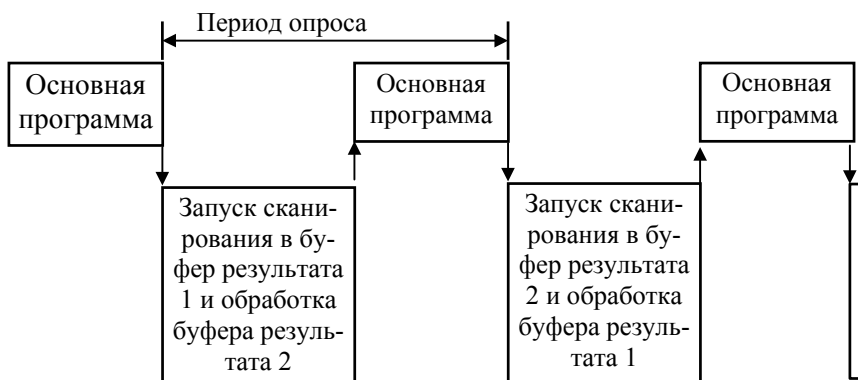 Период опроса
Основная
программа
Основная
программа
Основная
программа
Запуск скани-
рования в бу-
фер результата
1 и обработка
буфера резуль-
тата 2
Запуск скани-
рования в бу-
фер результата
2 и обработка
буфера резуль-
тата 1